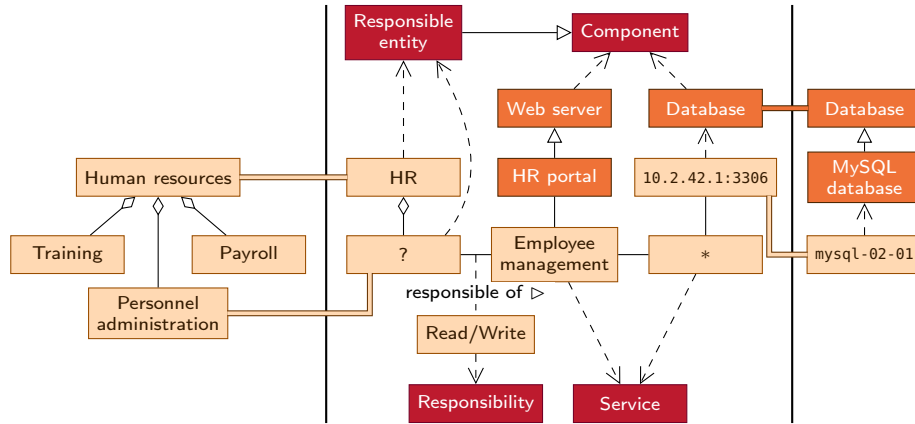 Responsible
entity
Component
Web server
Database
Database
Human resources
HR
HR portal
10.2.42.1:3306
MySQL
database
Training
Payroll
?
Employee
management
*
mysql-02-01
Personnel
administration
responsible of ▷
Read/Write
Responsibility
Service